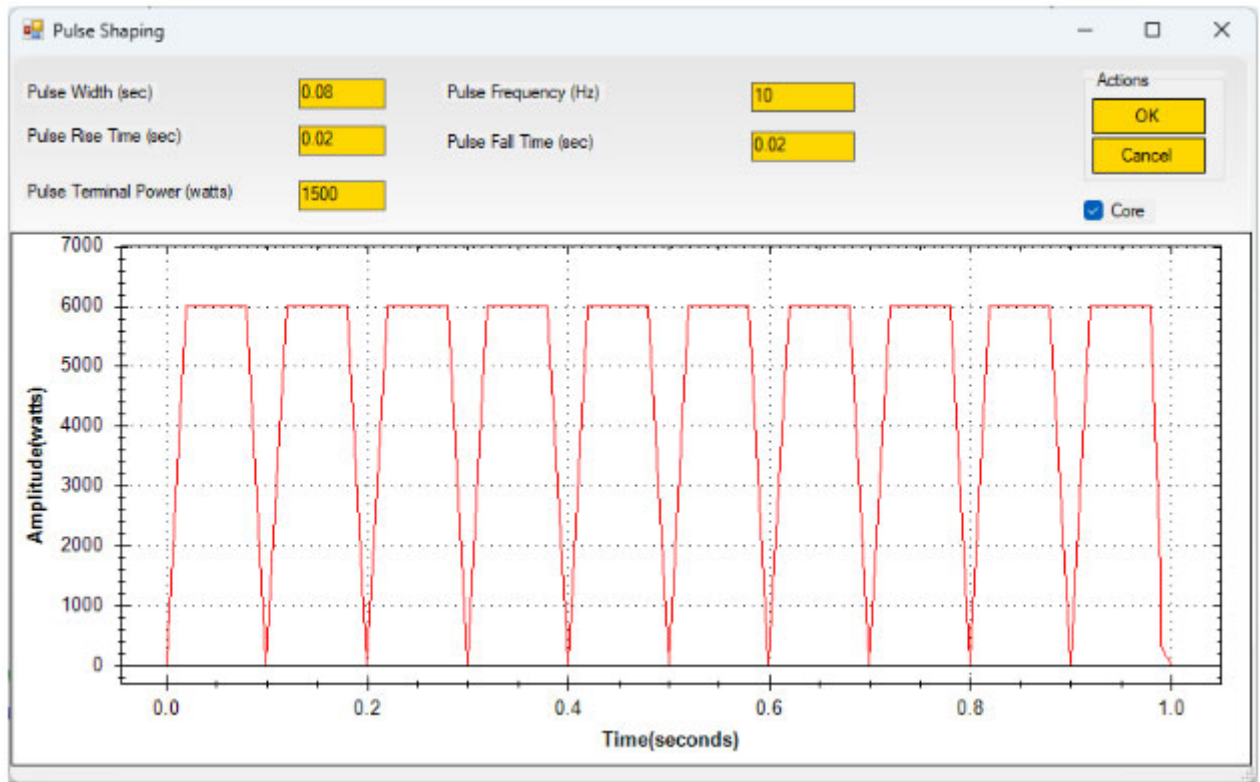 Pulse Shaping
Pulse Width (sec) 0.08 Pulse Frequency (Hz) 10
Actions
OK
Pulse Rise Time (sec) 0.02 Pulse Fall Time (sec) 0.02
Cancel
Pulse Terminal Power (watts) 1500
Core
7000
6000
5000
4000
3000
2000
1000
0
Amplitude(watts)
0.0 0.2 0.4 0.6 0.8 1.0
Time(seconds)